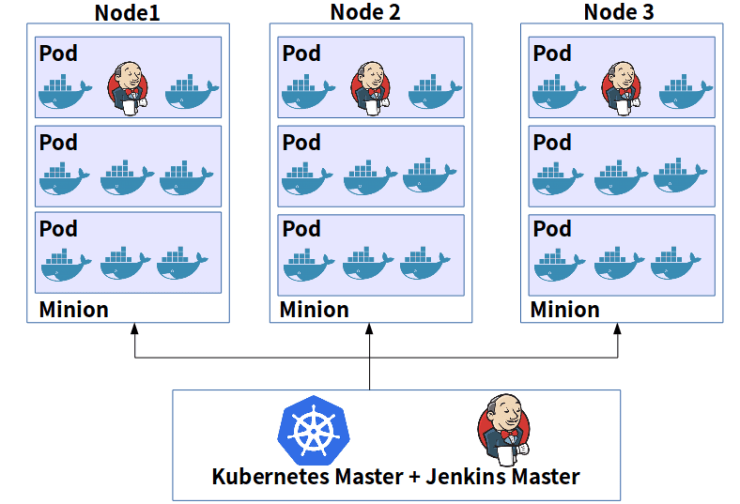 Node1
Node 2
Node 3
Pod
Pod
Pod
Pod
Pod
Pod
Pod
Pod
Pod
Minion
Minion
Minion
Kubernetes Master + Jenkins Master